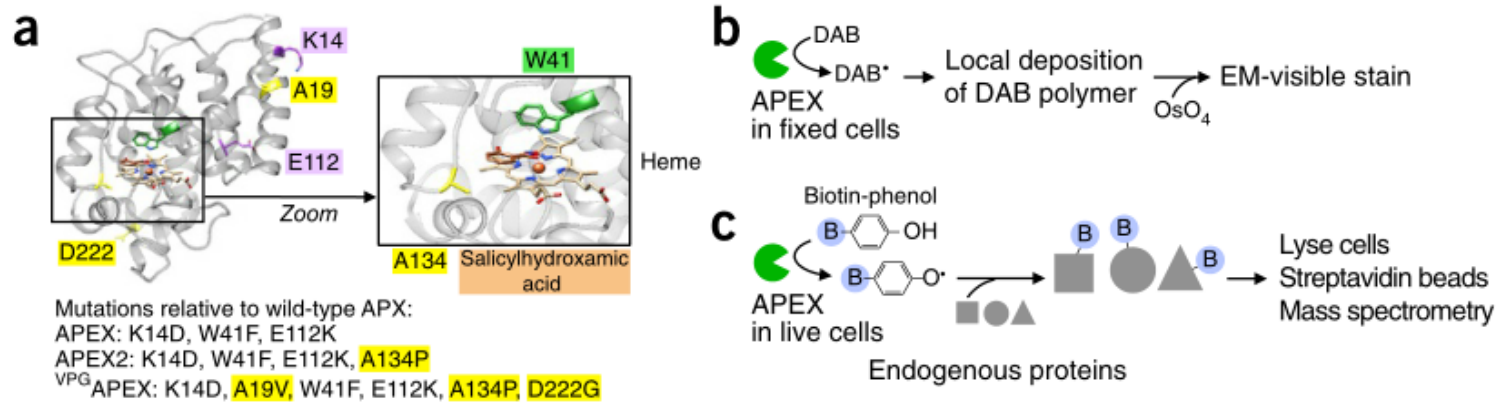 a
K14
A19
W41
E112
Heme
Zoom
D222
A134
Salicylhydroxamic
acid
Mutations relative to wild-type APX:
APEX: K14D, W41F, E112K
APEX2: K14D, W41F, E112K, A134P
VPGAPEX: K14D, A19V, W41F, E112K, A134P, D222G
b
DAB
DAB•
APEX
in fixed cells
Local deposition
of DAB polymer
OsO4
EM-visible stain
c
Biotin-phenol
B
OH
B
O•
APEX
in live cells
B
B
B
Endogenous proteins
Lyse cells
Streptavidin beads
Mass spectrometry